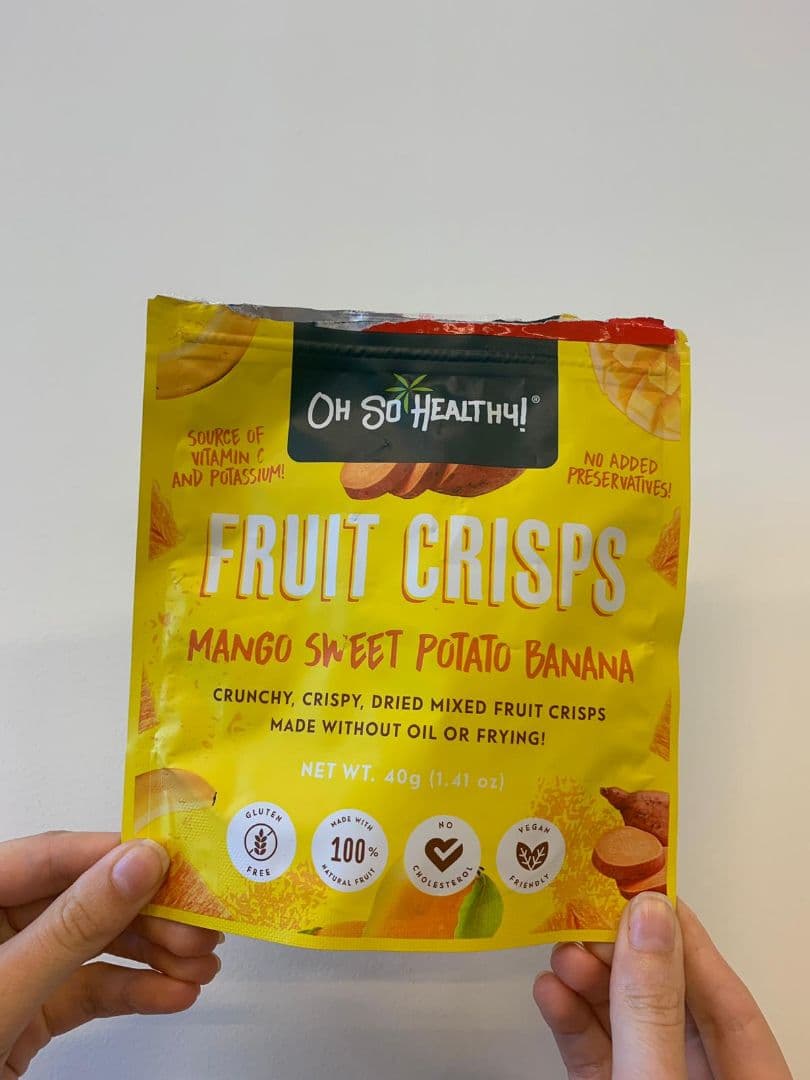 OH SO HEALTHY!®
SOURCE OF
VITAMIN C
AND POTASSIUM!
NO ADDED
PRESERVATIVES!
FRUIT CRISPS
MANGO SWEET POTATO BANANA
CRUNCHY, CRISPY, DRIED MIXED FRUIT CRISPS
MADE WITHOUT OIL OR FRYING!
NET WT. 40g (1.41 oz)
GLUTEN
FREE
MADE WITH
100%
NATURAL FRUIT
NO
CHOLESTEROL
VEGAN
FRIENDLY